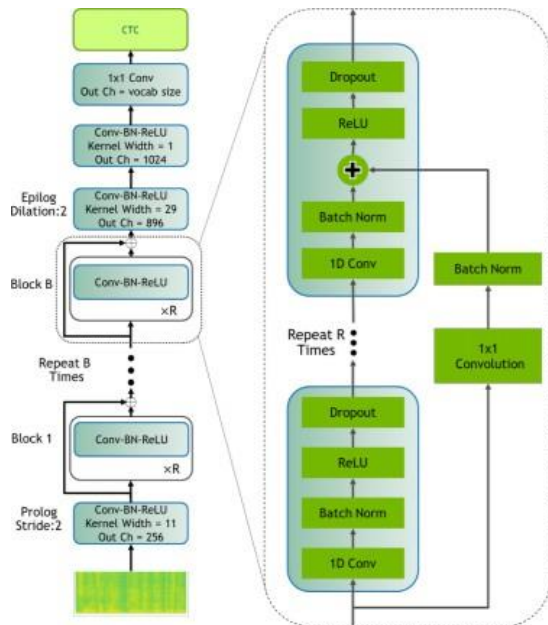 CTC
1x1 Conv
Out Ch = vocab size
Conv-BN-ReLU
Kernel Width = 1
Out Ch = 1024
Epilog
Dilation:2
Conv-BN-ReLU
Kernel Width = 29
Out Ch = 896
Block B
Conv-BN-ReLU
×R
Repeat B
Times
Block 1
Conv-BN-ReLU
×R
Prolog
Stride:2
Conv-BN-ReLU
Kernel Width = 11
Out Ch = 256
Dropout
ReLU
+
Batch Norm
1D Conv
Batch Norm
1x1
Convolution
Repeat R
Times
Dropout
ReLU
Batch Norm
1D Conv